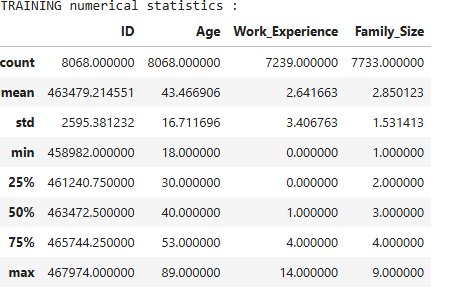 TRAINING numerical statistics :
ID Age Work_Experience Family_Size
count 8068.000000 8068.000000 7239.000000 7733.000000
mean 463479.214551 43.466906 2.641663 2.850123
std 2595.381232 16.711696 3.406763 1.531413
min 458982.000000 18.000000 0.000000 1.000000
25% 461240.750000 30.000000 0.000000 2.000000
50% 463472.500000 40.000000 1.000000 3.000000
75% 465744.250000 53.000000 4.000000 4.000000
max 467974.000000 89.000000 14.000000 9.000000